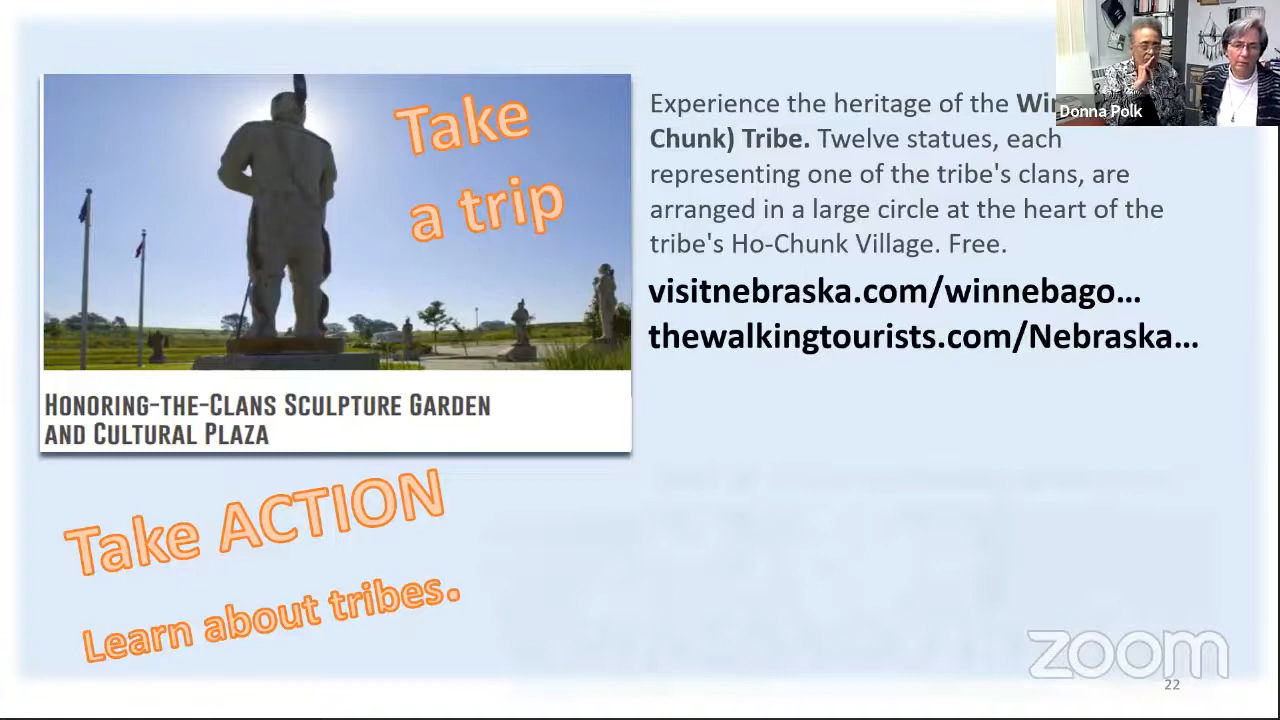 Take
a trip
HONORING-THE-CLANS SCULPTURE GARDEN
AND CULTURAL PLAZA
Take ACTION
Learn about tribes.
Experience the heritage of the
Chunk) Tribe. Twelve statues, each
representing one of the tribe's clans, are
arranged in a large circle at the heart of the
tribe's Ho-Chunk Village. Free.
visitnebraska.com/winnebago…
thewalkingtourists.com/Nebraska…
Donna Polk
zoom
22